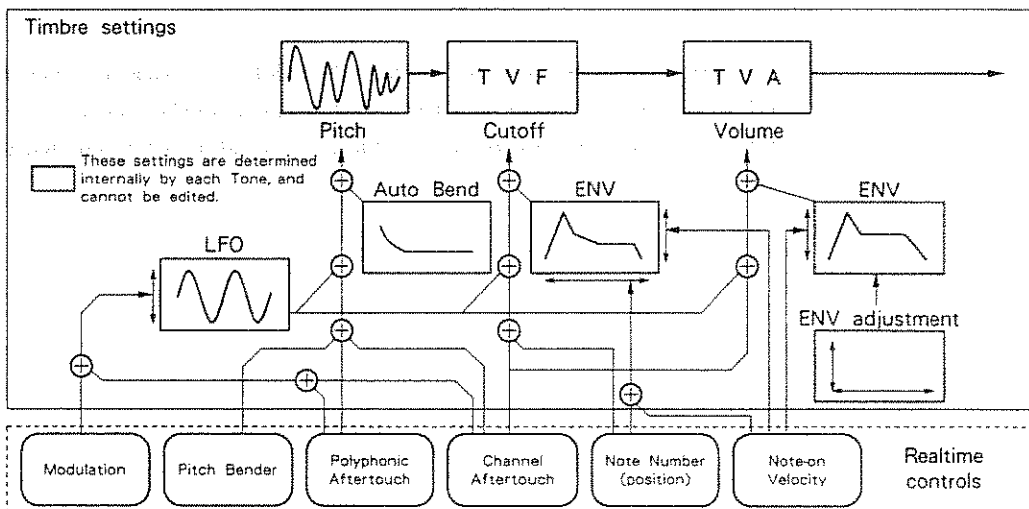 Timbre settings
T V F
T V A
Pitch
Cutoff
Volume
These settings are determined
internally by each Tone, and
cannot be edited.
Auto Bend
ENV
ENV
LFO
ENV adjustment
Modulation
Pitch Bender
Polyphonic
Aftertouch
Channel
Aftertouch
Note Number
(position)
Note-on
Velocity
Realtime
controls